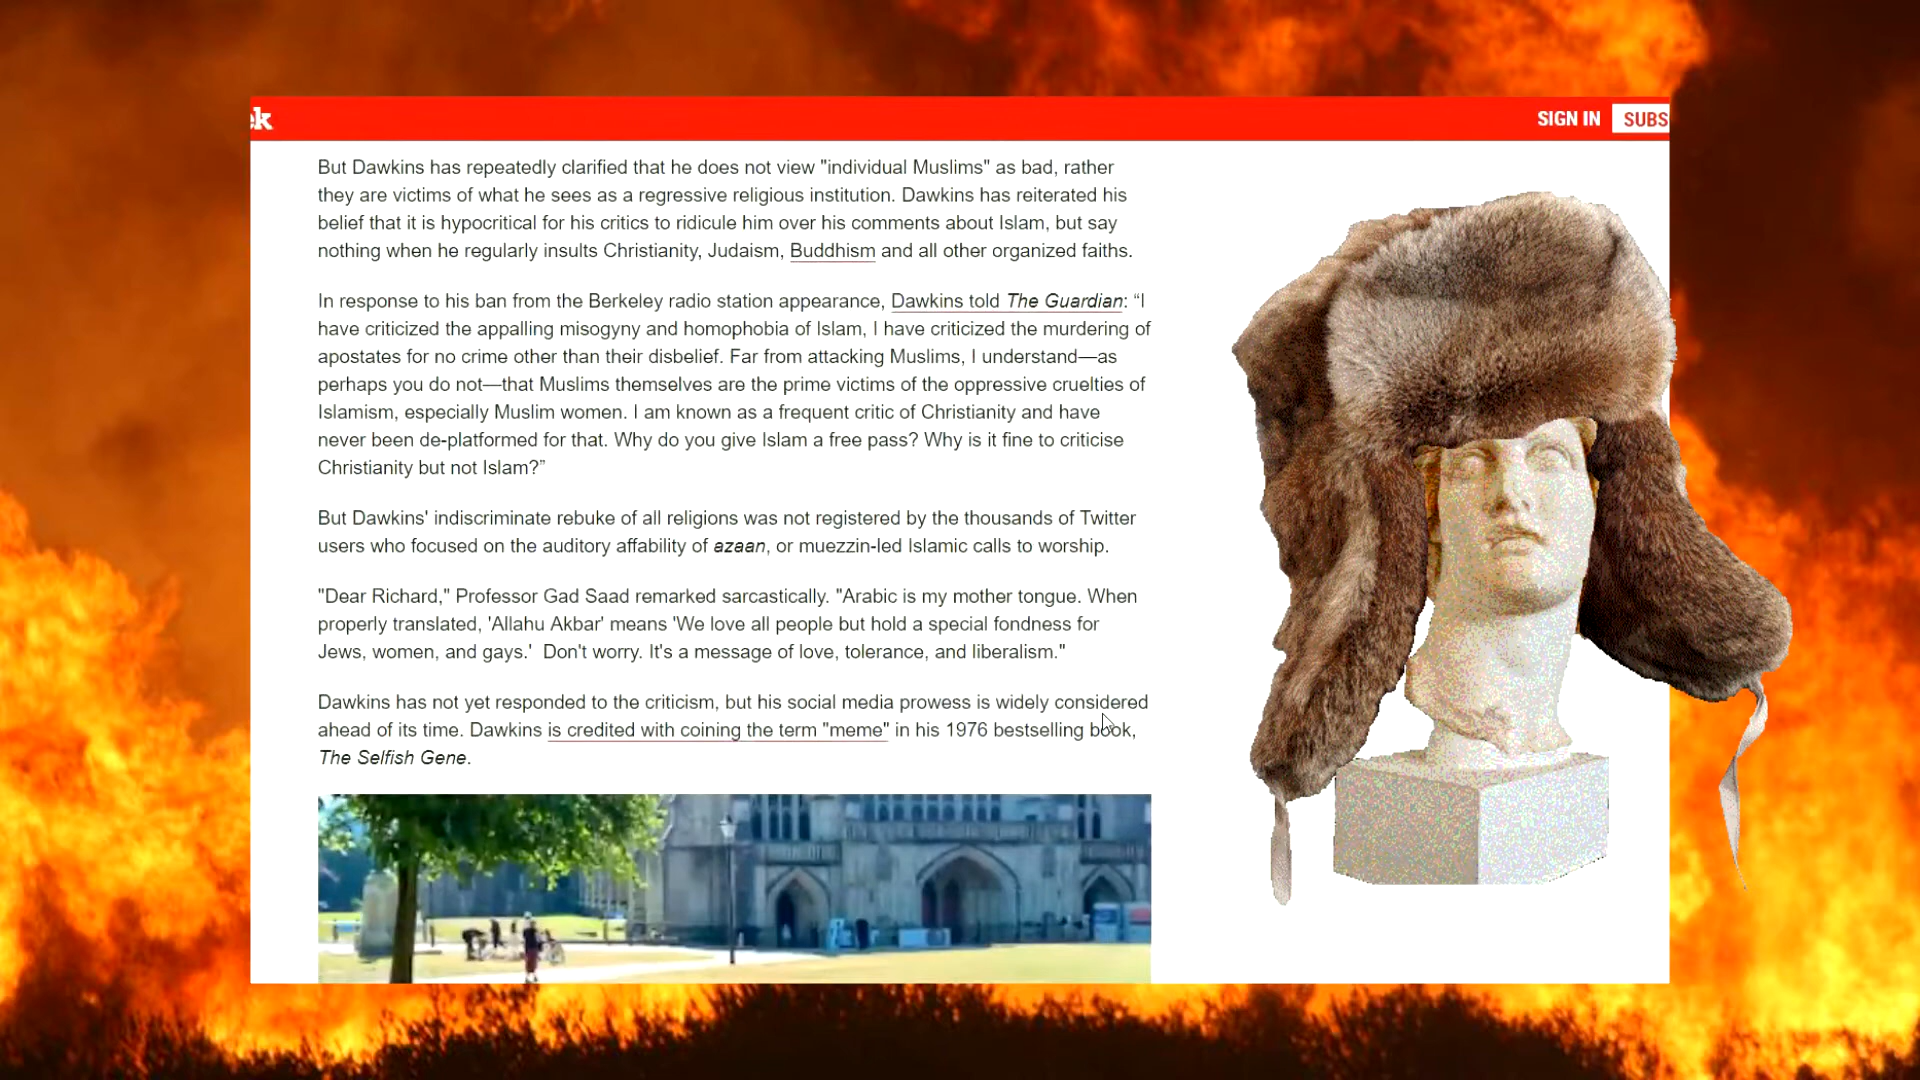 ek
SIGN IN
SUBS
But Dawkins has repeatedly clarified that he does not view "individual Muslims" as bad, rather
they are victims of what he sees as a regressive religious institution. Dawkins has reiterated his
belief that it is hypocritical for his critics to ridicule him over his comments about Islam, but say
nothing when he regularly insults Christianity, Judaism, Buddhism and all other organized faiths.
In response to his ban from the Berkeley radio station appearance, Dawkins told The Guardian: “I
have criticized the appalling misogyny and homophobia of Islam, I have criticized the murdering of
apostates for no crime other than their disbelief. Far from attacking Muslims, I understand—as
perhaps you do not—that Muslims themselves are the prime victims of the oppressive cruelties of
Islamism, especially Muslim women. I am known as a frequent critic of Christianity and have
never been de-platformed for that. Why do you give Islam a free pass? Why is it fine to criticise
Christianity but not Islam?”
But Dawkins' indiscriminate rebuke of all religions was not registered by the thousands of Twitter
users who focused on the auditory affability of azaan, or muezzin-led Islamic calls to worship.
"Dear Richard," Professor Gad Saad remarked sarcastically. "Arabic is my mother tongue. When
properly translated, 'Allahu Akbar' means 'We love all people but hold a special fondness for
Jews, women, and gays.'  Don't worry. It's a message of love, tolerance, and liberalism."
Dawkins has not yet responded to the criticism, but his social media prowess is widely considered
ahead of its time. Dawkins is credited with coining the term "meme" in his 1976 bestselling book,
The Selfish Gene.